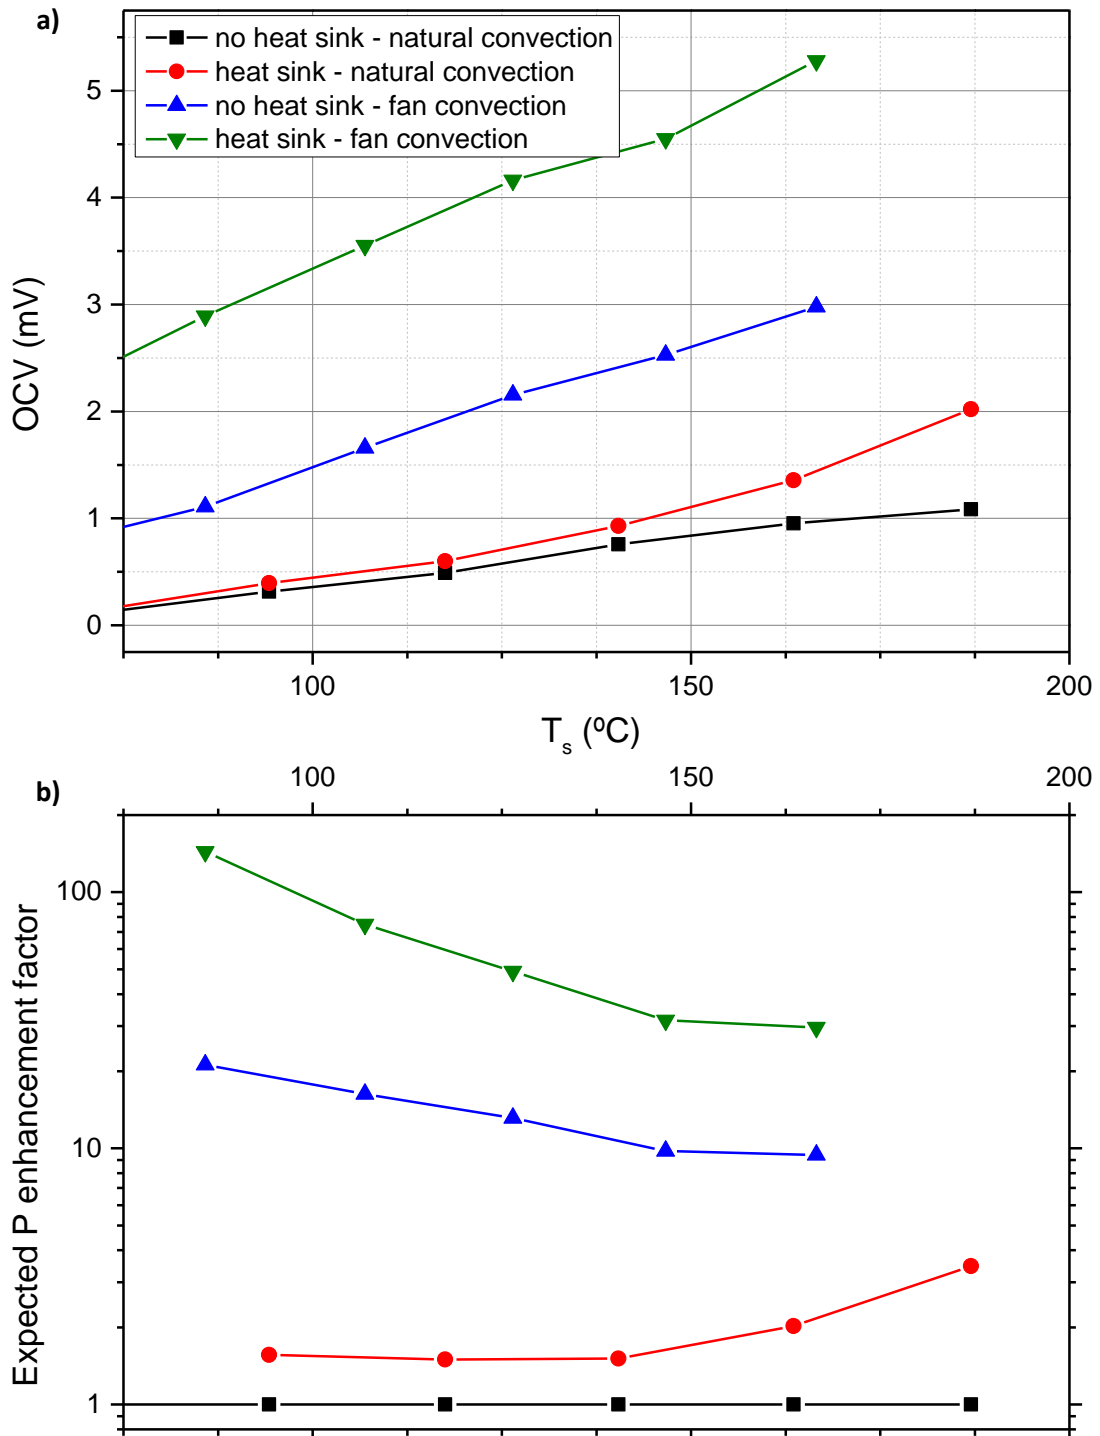 a)
no heat sink - natural convection
heat sink - natural convection
no heat sink - fan convection
heat sink - fan convection
5
4
3
2
1
0
OCV (mV)
100 150 200
Ts (ºC)
100 150 200
b)
100
10
1
Expected P enhancement factor